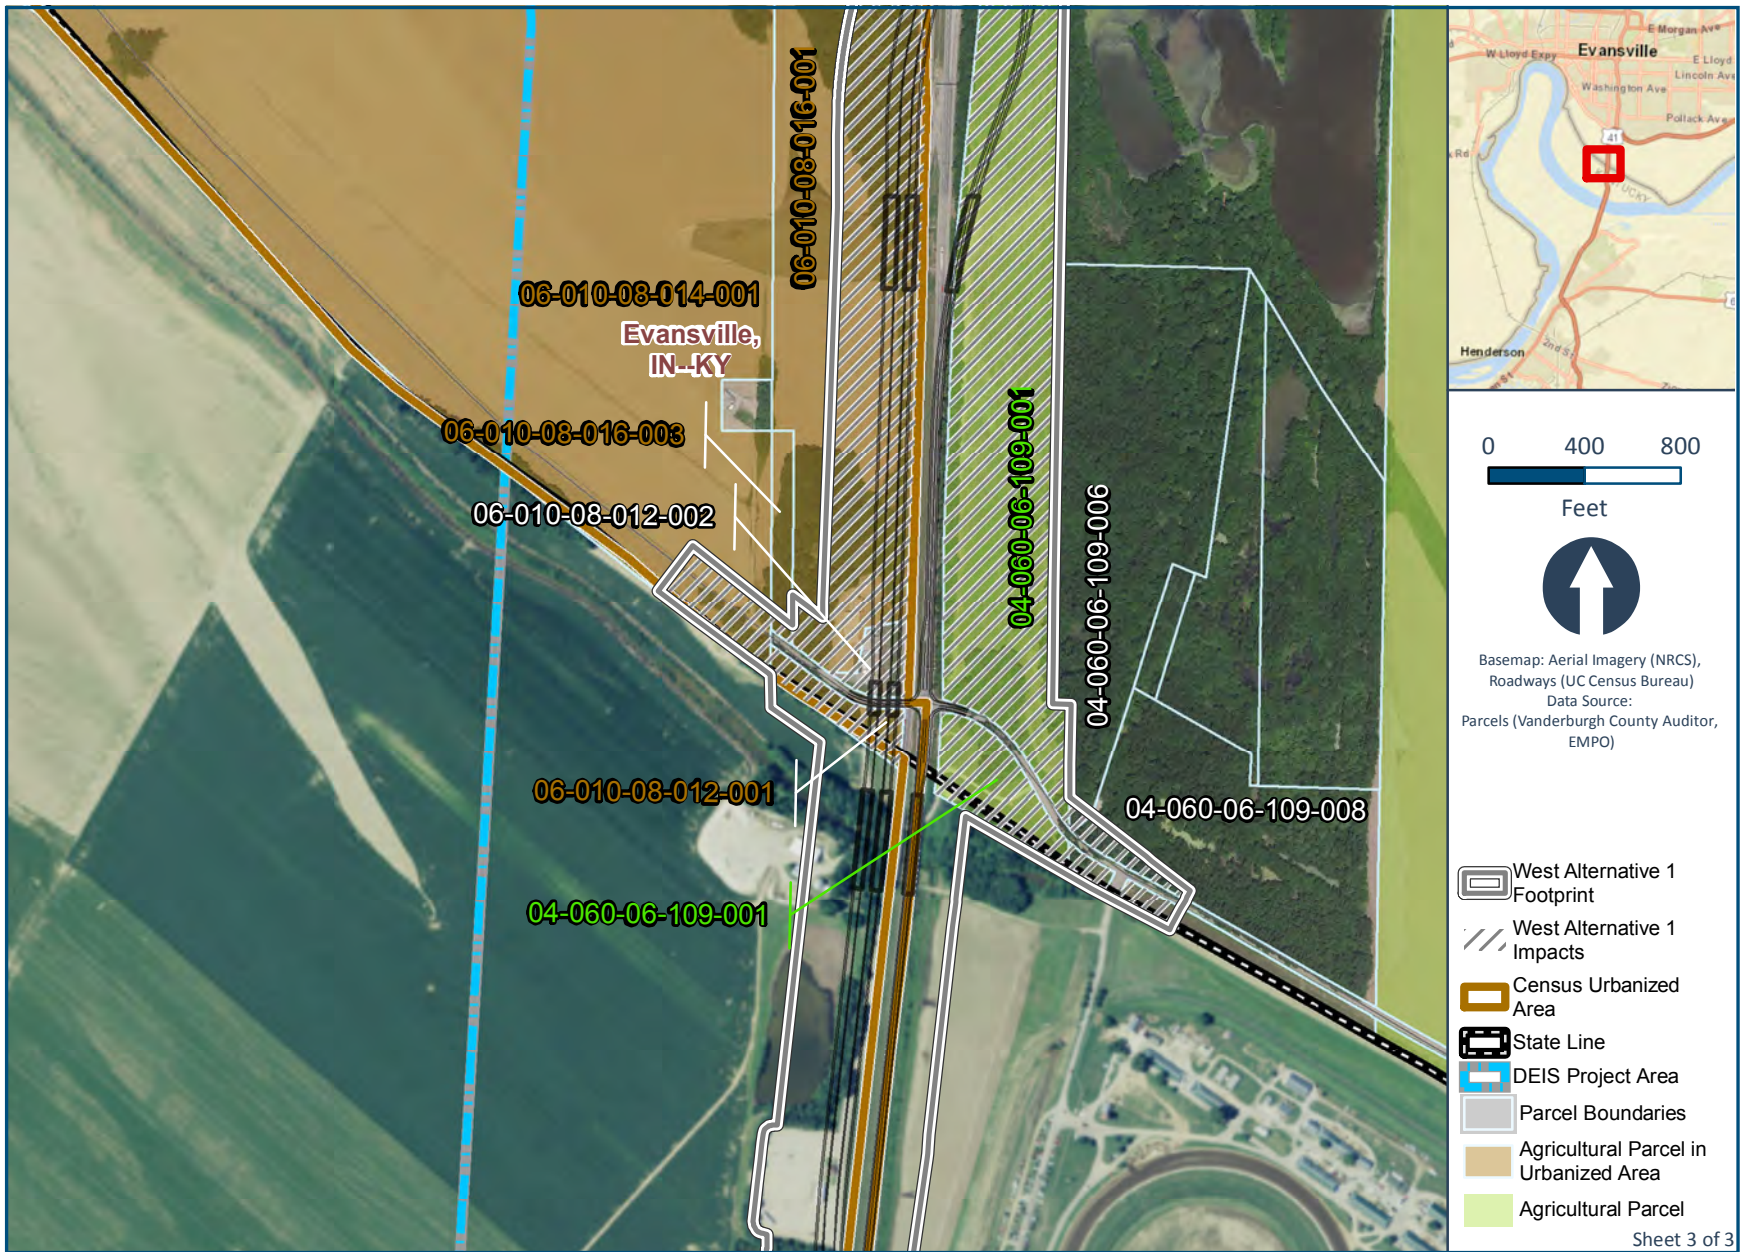 06-010-08-016-001
06-010-08-014-001
Evansville,
IN--KY
06-010-08-016-003
06-010-08-012-002
04-060-06-109-001
04-060-06-109-006
06-010-08-012-001
04-060-06-109-008
04-060-06-109-001
E Morgan Ave
Evansville
W Lloyd Expy
E Lloyd
Lincoln Ave
Washington Ave
Pollack Ave
41
Rd
UCKY
Henderson
2nd St
0 400 800
Feet
Basemap: Aerial Imagery (NRCS),
Roadways (UC Census Bureau)
Data Source:
Parcels (Vanderburgh County Auditor,
EMPO)
West Alternative 1
Footprint
West Alternative 1
Impacts
Census Urbanized
Area
State Line
DEIS Project Area
Parcel Boundaries
Agricultural Parcel in
Urbanized Area
Agricultural Parcel
Sheet 3 of 3